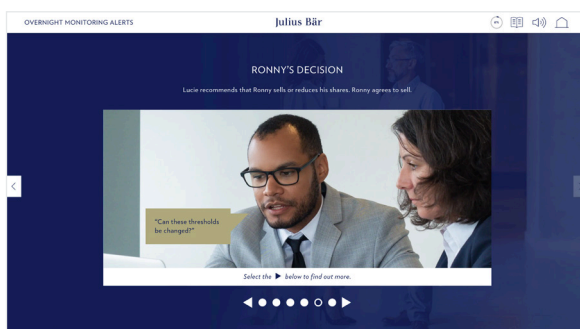 OVERNIGHT MONITORING ALERTS
Julius Bär
RONNY'S DECISION
Lucie recommends that Ronny sells or reduces his shares. Ronny agrees to sell.
"Can these thresholds
be changed?"
Select the ▶ below to find out more.